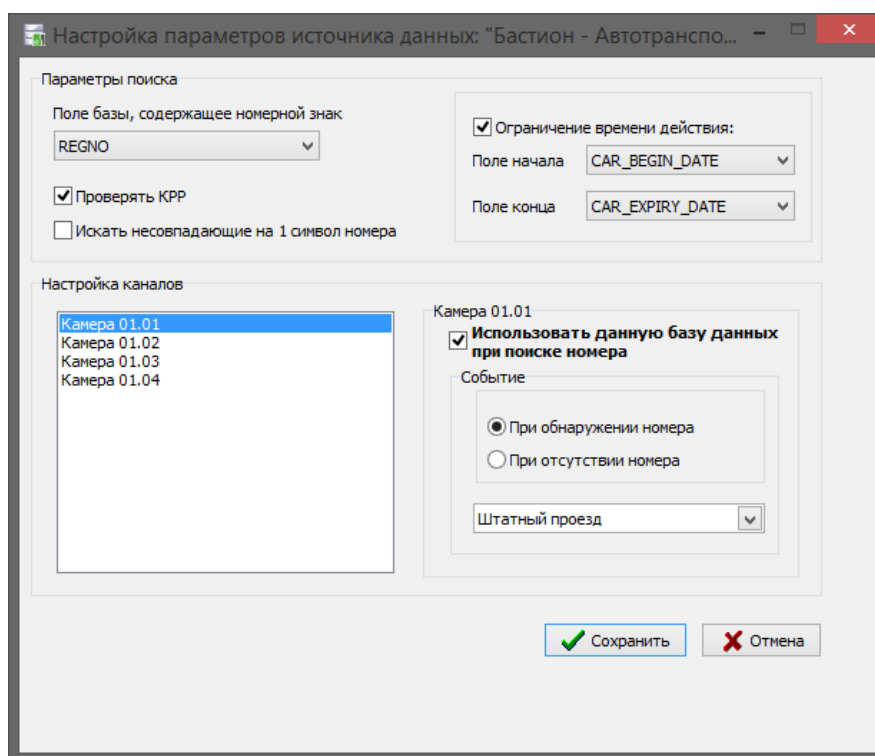 Настройка параметров источника данных: "Бастион - Автотранспо...
Параметры поиска
Поле базы, содержащее номерной знак
REGNO
Проверять КРР
Искать несовпадающие на 1 символ номера
Ограничение времени действия:
Поле начала CAR_BEGIN_DATE
Поле конца CAR_EXPIRY_DATE
Настройка каналов
Камера 01.01
Камера 01.02
Камера 01.03
Камера 01.04
Камера 01.01
Использовать данную базу данных
при поиске номера
Событие
При обнаружении номера
При отсутствии номера
Штатный проезд
Сохранить Отмена